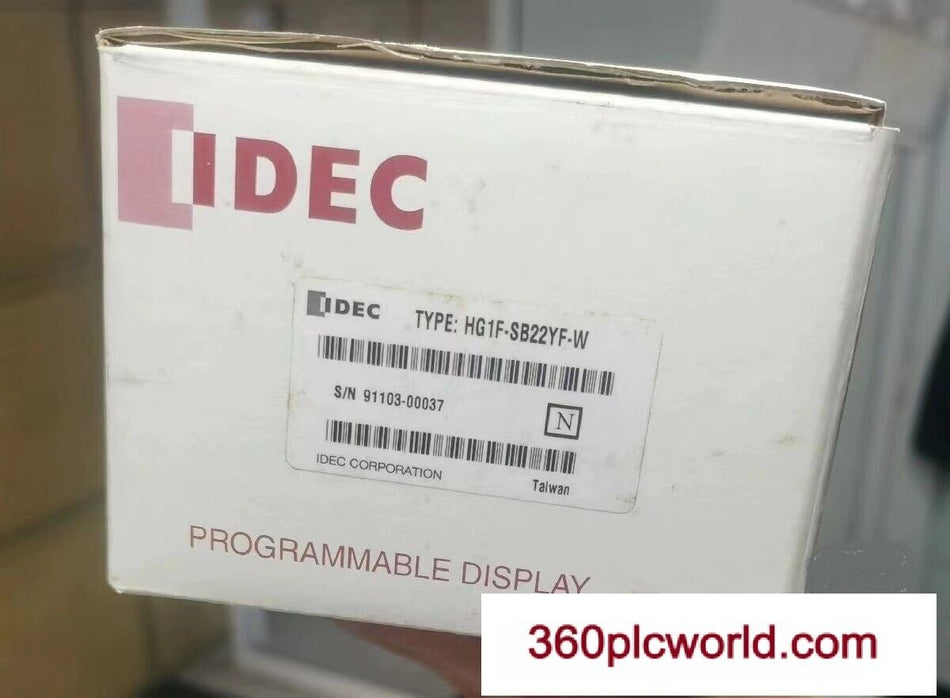 IDEC
IDEC TYPE: HG1F-SB22YF-W
S/N 91103-00037
N
IDEC CORPORATION
Taiwan
PROGRAMMABLE DISPLAY
360plcworld.com